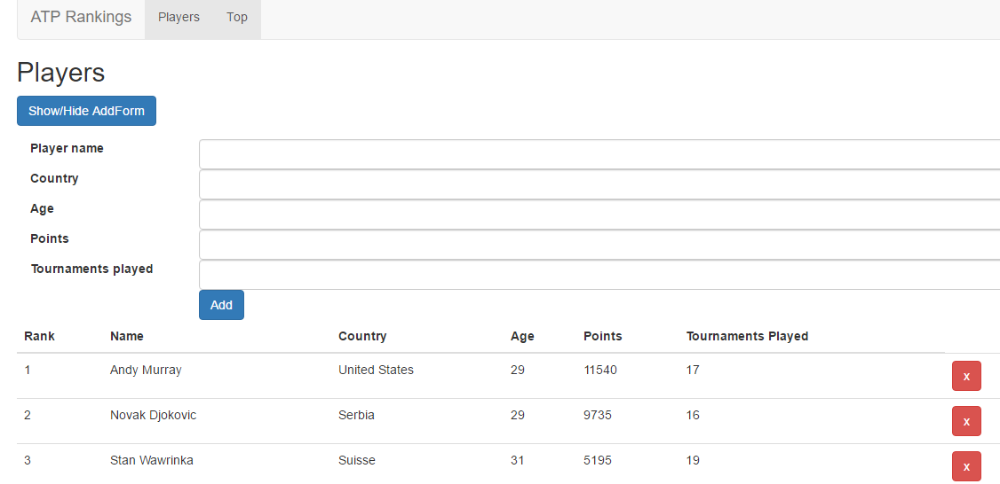 ATP Rankings Players Top
Players
Show/Hide AddForm
Player name
Country
Age
Points
Tournaments played
Add
Rank Name Country Age Points Tournaments Played
1 Andy Murray United States 29 11540 17 x
2 Novak Djokovic Serbia 29 9735 16 x
3 Stan Wawrinka Suisse 31 5195 19 x